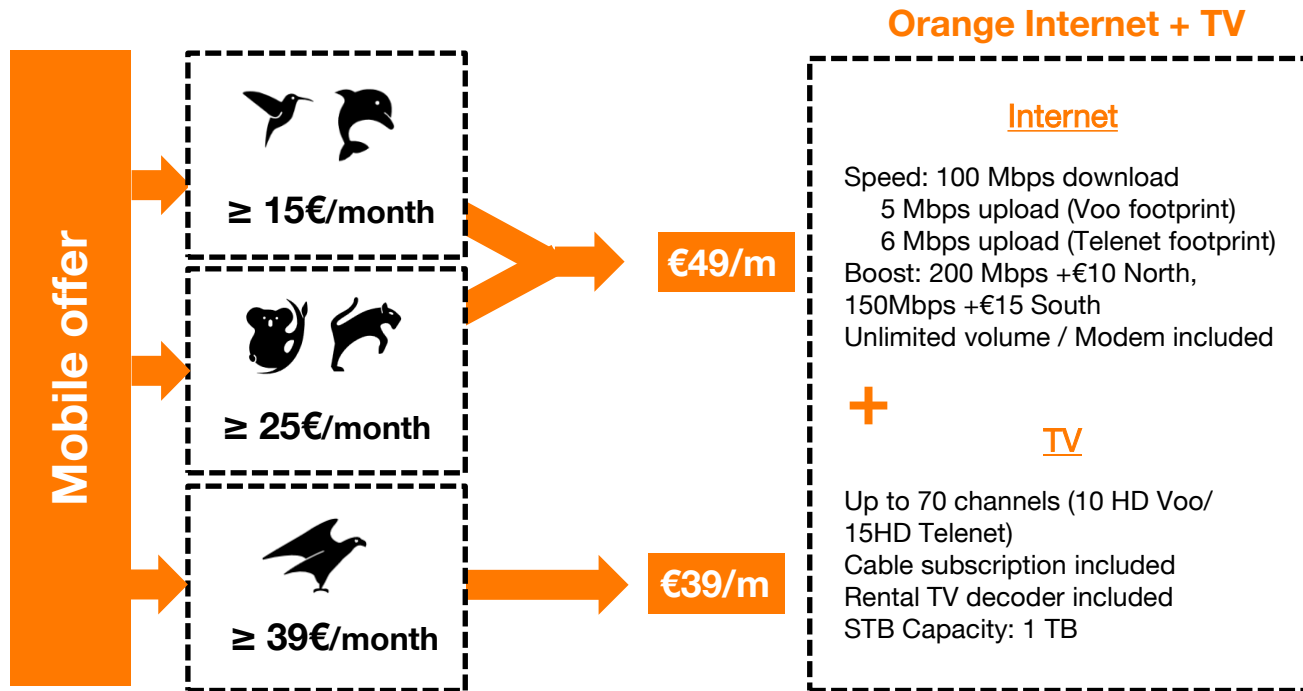 Mobile offer
≥ 15€/month
≥ 25€/month
≥ 39€/month
€49/m
€39/m
Orange Internet + TV
Internet
Speed: 100 Mbps download
5 Mbps upload (Voo footprint)
6 Mbps upload (Telenet footprint)
Boost: 200 Mbps +€10 North,
150Mbps +€15 South
Unlimited volume / Modem included
+
TV
Up to 70 channels (10 HD Voo/
15HD Telenet)
Cable subscription included
Rental TV decoder included
STB Capacity: 1 TB